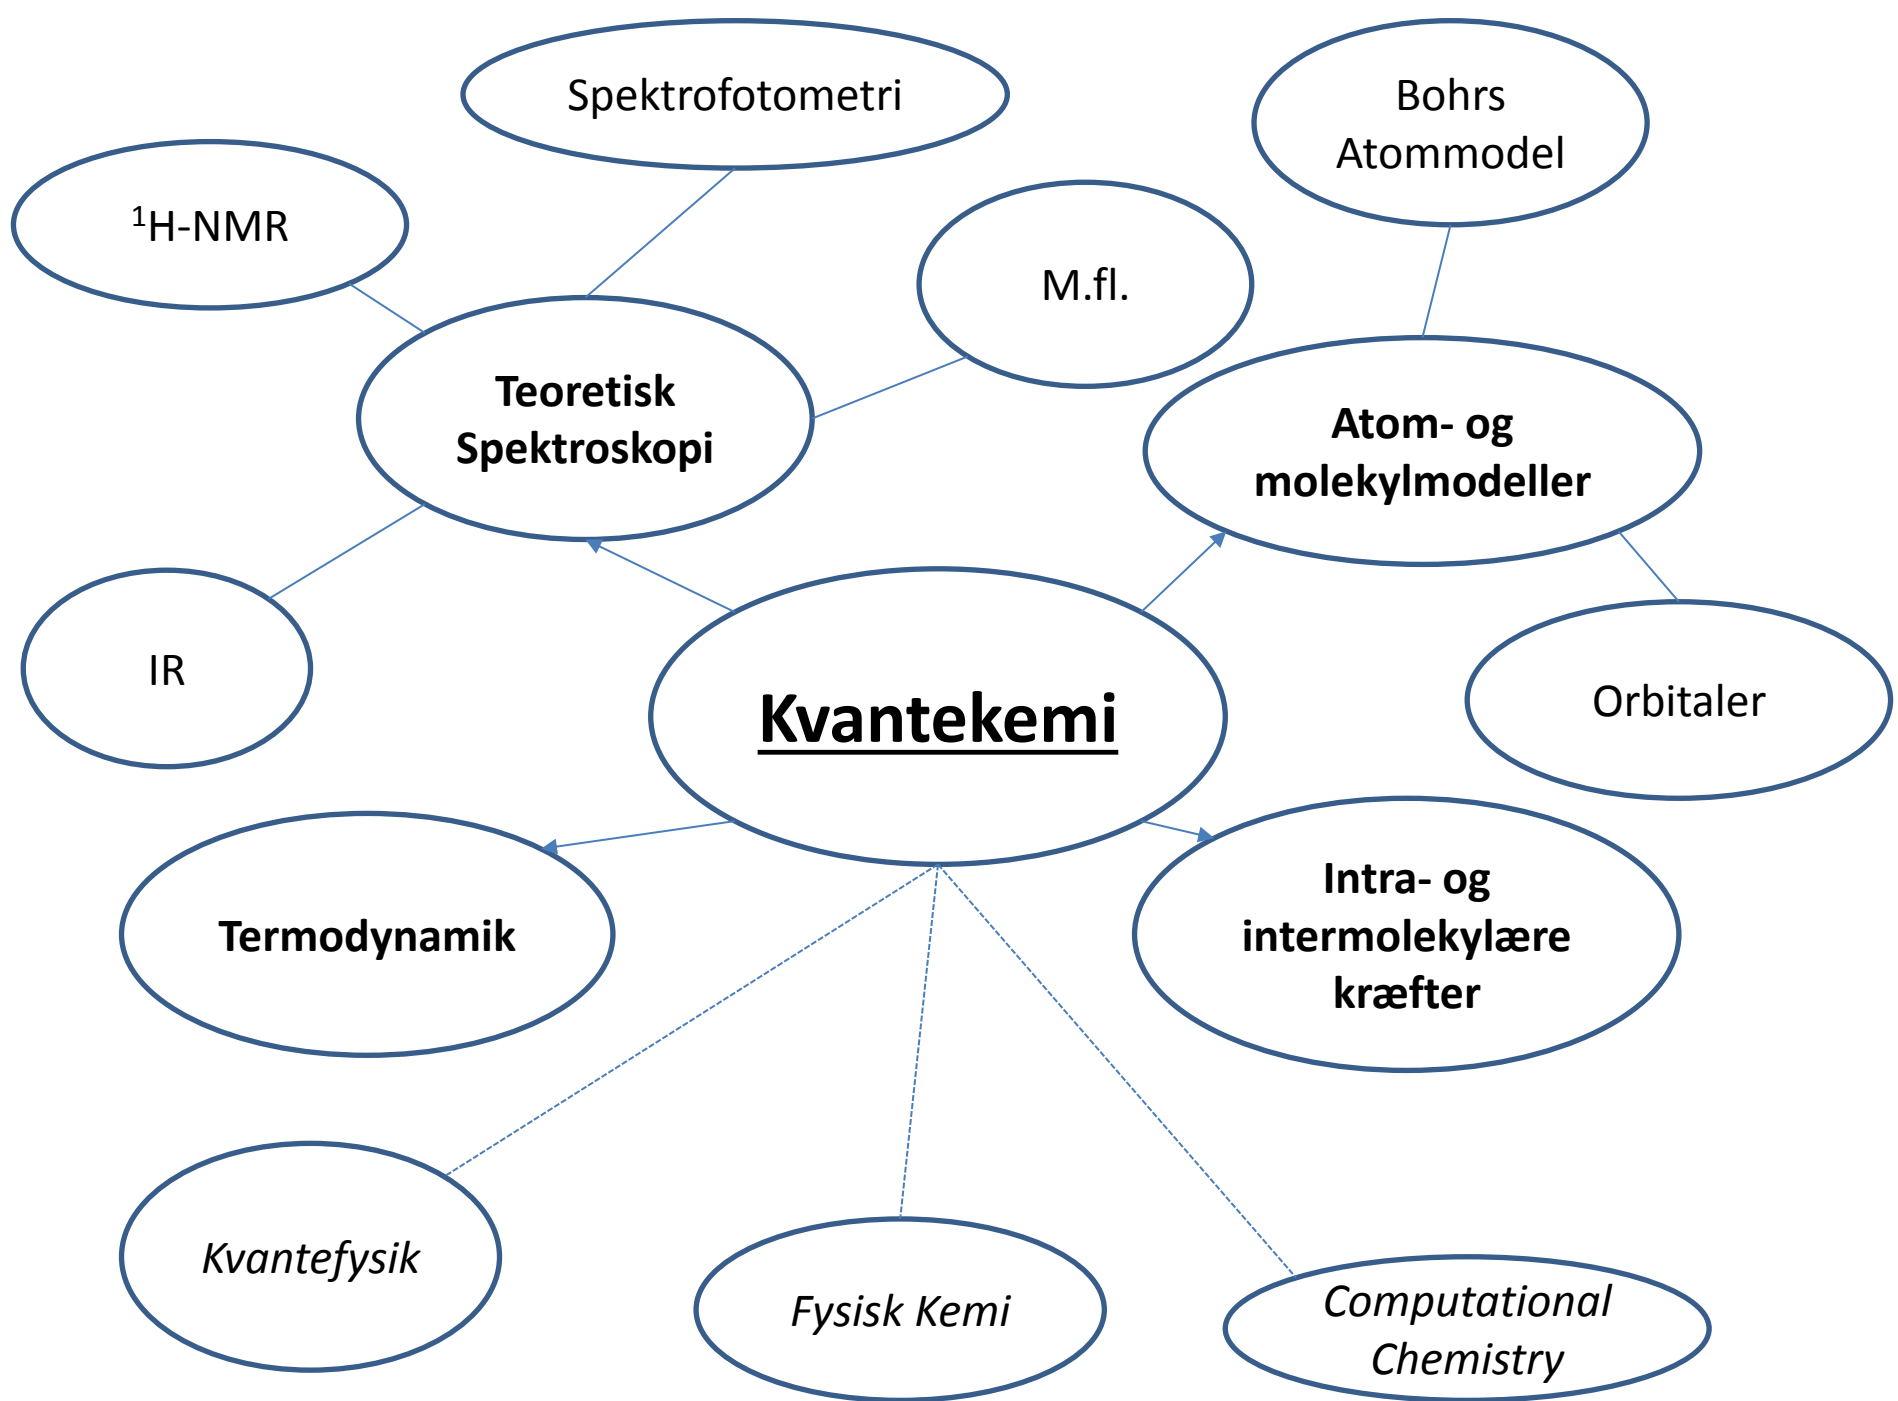 Spektrofotometri
Bohrs
Atommodel
¹H-NMR
M.fl.
Teoretisk
Spektroskopi
Atom- og
molekylmodeller
IR
Kvantekemi
Orbitaler
Termodynamik
Intra- og
intermolekylære
kræfter
Kvantefysik
Fysisk Kemi
Computational
Chemistry